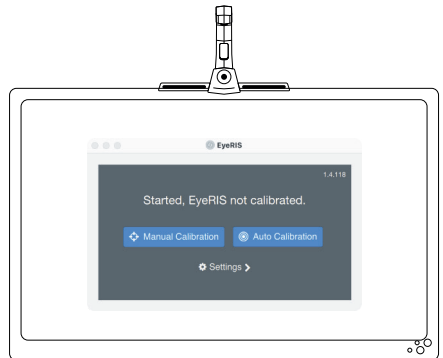 EyeRIS
1.4.118
Started, EyeRIS not calibrated.
Manual Calibration Auto Calibration
Settings